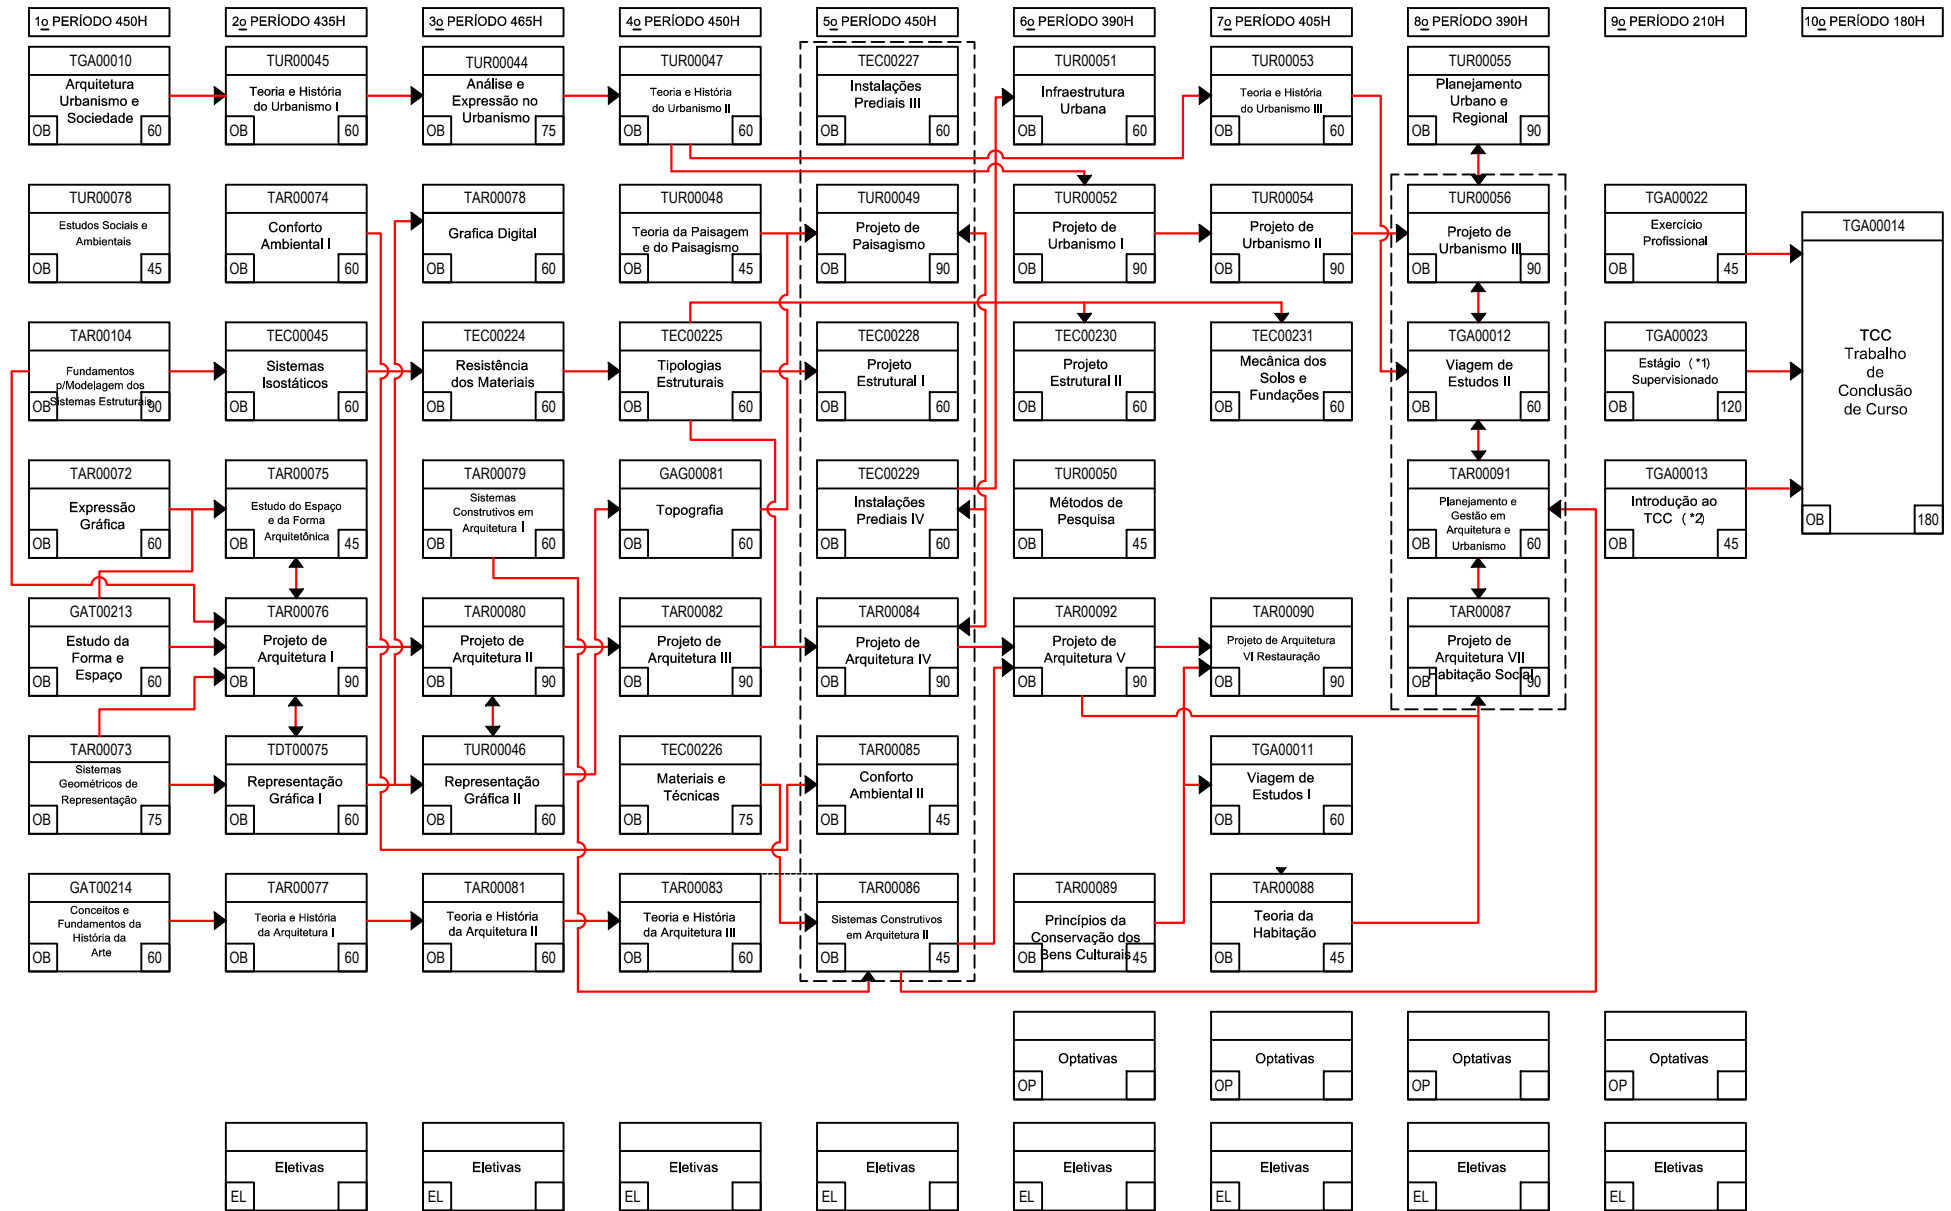 1º PERÍODO 450H
2º PERÍODO 435H
3º PERÍODO 465H
4º PERÍODO 450H
5º PERÍODO 450H
6º PERÍODO 390H
7º PERÍODO 405H
8º PERÍODO 390H
9º PERÍODO 210H
10º PERÍODO 180H
TGA00010
Arquitetura
Urbanismo e
Sociedade
OB 60
TUR00045
Teoria e História
do Urbanismo I
OB 60
TUR00044
Análise e
Expressão no
Urbanismo
OB 75
TUR00047
Teoria e História
do Urbanismo II
OB 60
TEC00227
Instalações
Prediais III
OB 60
TUR00051
Infraestrutura
Urbana
OB 60
TUR00053
Teoria e História
do Urbanismo III
OB 60
TUR00055
Planejamento
Urbano e
Regional
OB 90
TUR00078
Estudos Sociais e
Ambientais
OB 45
TAR00074
Conforto
Ambiental I
OB 60
TAR00078
Grafica Digital
OB 60
TUR00048
Teoria da Paisagem
e do Paisagismo
OB 45
TUR00049
Projeto de
Paisagismo
OB 90
TUR00052
Projeto de
Urbanismo I
OB 90
TUR00054
Projeto de
Urbanismo II
OB 90
TUR00056
Projeto de
Urbanismo III
OB 90
TGA00022
Exercício
Profissional
OB 45
TGA00014
TCC
Trabalho
de
Conclusão
de Curso
OB 180
TAR00104
Fundamentos
p/Modelagem dos
Sistemas Estruturais
OB 90
TEC00045
Sistemas
Isostáticos
OB 60
TEC00224
Resistência
dos Materiais
OB 60
TEC00225
Tipologias
Estruturais
OB 60
TEC00228
Projeto
Estrutural I
OB 60
TEC00230
Projeto
Estrutural II
OB 60
TEC00231
Mecânica dos
Solos e
Fundações
OB 60
TGA00012
Viagem de
Estudos II
OB 60
TGA00023
Estágio (*1)
Supervisionado
OB 120
TAR00072
Expressão
Gráfica
OB 60
TAR00075
Estudo do Espaço
e da Forma
Arquitetônica
OB 45
TAR00079
Sistemas
Construtivos em
Arquitetura I
OB 60
GAG00081
Topografia
OB 60
TEC00229
Instalações
Prediais IV
OB 60
TUR00050
Métodos de
Pesquisa
OB 45
TAR00091
Planejamento e
Gestão em
Arquitetura e
Urbanismo
OB 60
TGA00013
Introdução ao
TCC (*2)
OB 45
GAT00213
Estudo da
Forma e
Espaço
OB 60
TAR00076
Projeto de
Arquitetura I
OB 90
TAR00080
Projeto de
Arquitetura II
OB 90
TAR00082
Projeto de
Arquitetura III
OB 90
TAR00084
Projeto de
Arquitetura IV
OB 90
TAR00092
Projeto de
Arquitetura V
OB 90
TAR00090
Projeto de Arquitetura
VI Restauração
OB 90
TAR00087
Projeto de
Arquitetura VII
Habitação Social
OB 90
TAR00073
Sistemas
Geométricos de
Representação
OB 75
TDT00075
Representação
Gráfica I
OB 60
TUR00046
Representação
Gráfica II
OB 60
TEC00226
Materiais e
Técnicas
OB 75
TAR00085
Conforto
Ambiental II
OB 45
TGA00011
Viagem de
Estudos I
OB 60
GAT00214
Conceitos e
Fundamentos da
História da
Arte
OB 60
TAR00077
Teoria e História
da Arquitetura I
OB 60
TAR00081
Teoria e História
da Arquitetura II
OB 60
TAR00083
Teoria e História
da Arquitetura III
OB 60
TAR00086
Sistemas Construtivos
em Arquitetura II
OB 45
TAR00089
Princípios da
Conservação dos
Bens Culturais
OB 45
TAR00088
Teoria da
Habitação
OB 45
Optativas
OP
Optativas
OP
Optativas
OP
Optativas
OP
Eletivas
EL
Eletivas
EL
Eletivas
EL
Eletivas
EL
Eletivas
EL
Eletivas
EL
Eletivas
EL
Eletivas
EL